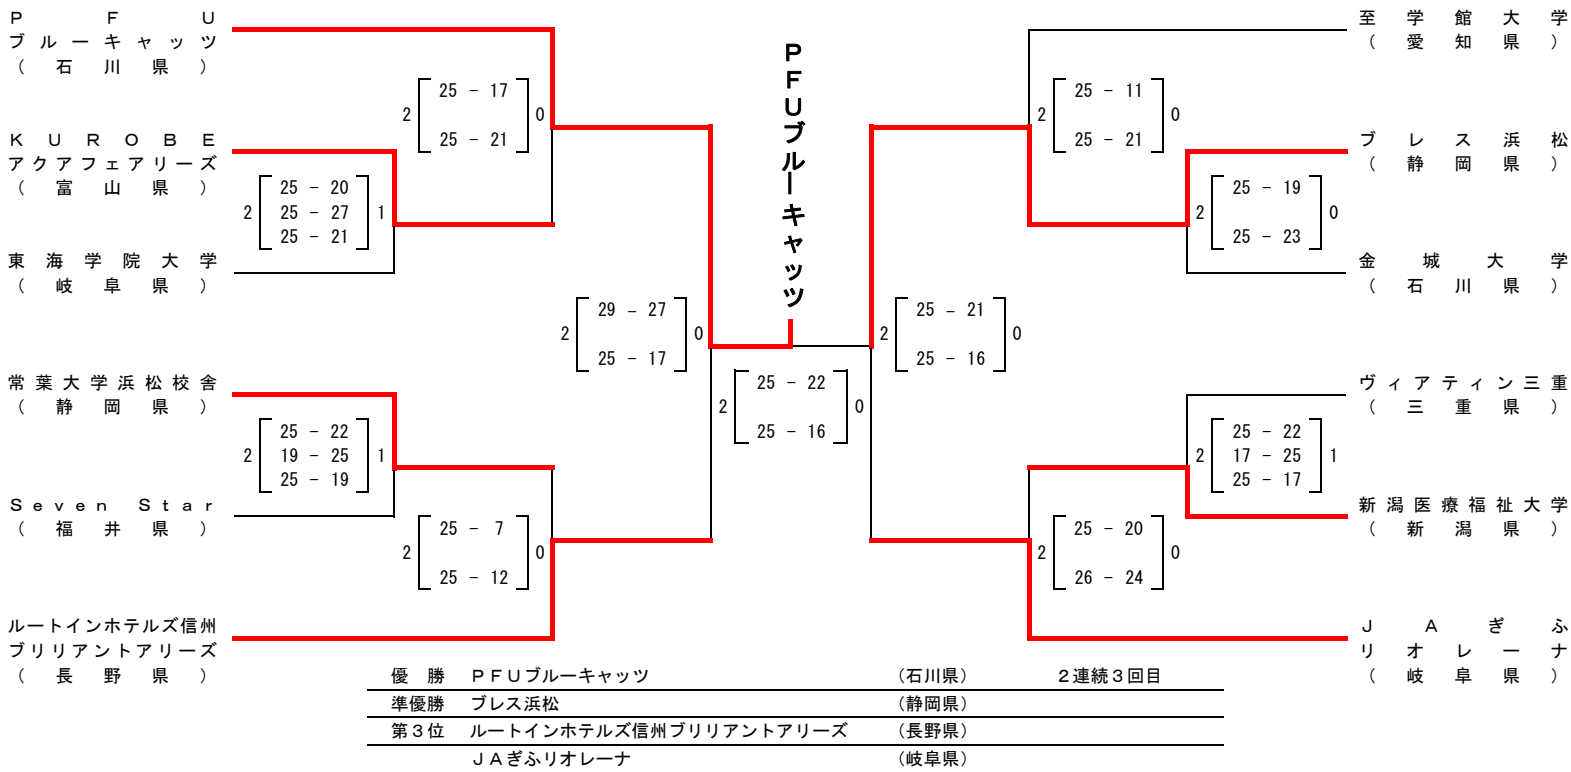 ＰＦＵ
ブルーキャッツ
（石川県）
ＫＵＲＯＢＥ
アクアフェアリーズ
（富山県）
東海学院大学
（岐阜県）
常葉大学浜松校舎
（静岡県）
Ｓｅｖｅｎ Ｓｔａｒ
（福井県）
ルートインホテルズ信州
ブリリアントアリーズ
（長野県）
2 25 － 17 0
25 － 21
2 25 － 20 1
25 － 27
25 － 21
2 25 － 22 1
19 － 25
25 － 19
2 25 － 7 0
25 － 12
2 29 － 27 0
25 － 17
ＰＦＵブルーキャッツ
2 25 － 22 0
25 － 16
2 25 － 21 0
25 － 16
2 25 － 11 0
25 － 21
2 25 － 19 0
25 － 23
2 25 － 22 1
17 － 25
25 － 17
2 25 － 20 0
26 － 24
至学館大学
（愛知県）
ブレス浜松
（静岡県）
金城大学
（石川県）
ヴィアティン三重
（三重県）
新潟医療福祉大学
（新潟県）
ＪＡぎふ
リオレーナ
（岐阜県）
優　勝 ＰＦＵブルーキャッツ （石川県） ２連続３回目
準優勝 ブレス浜松 （静岡県）
第３位 ルートインホテルズ信州ブリリアントアリーズ （長野県）
ＪＡぎふリオレーナ （岐阜県）